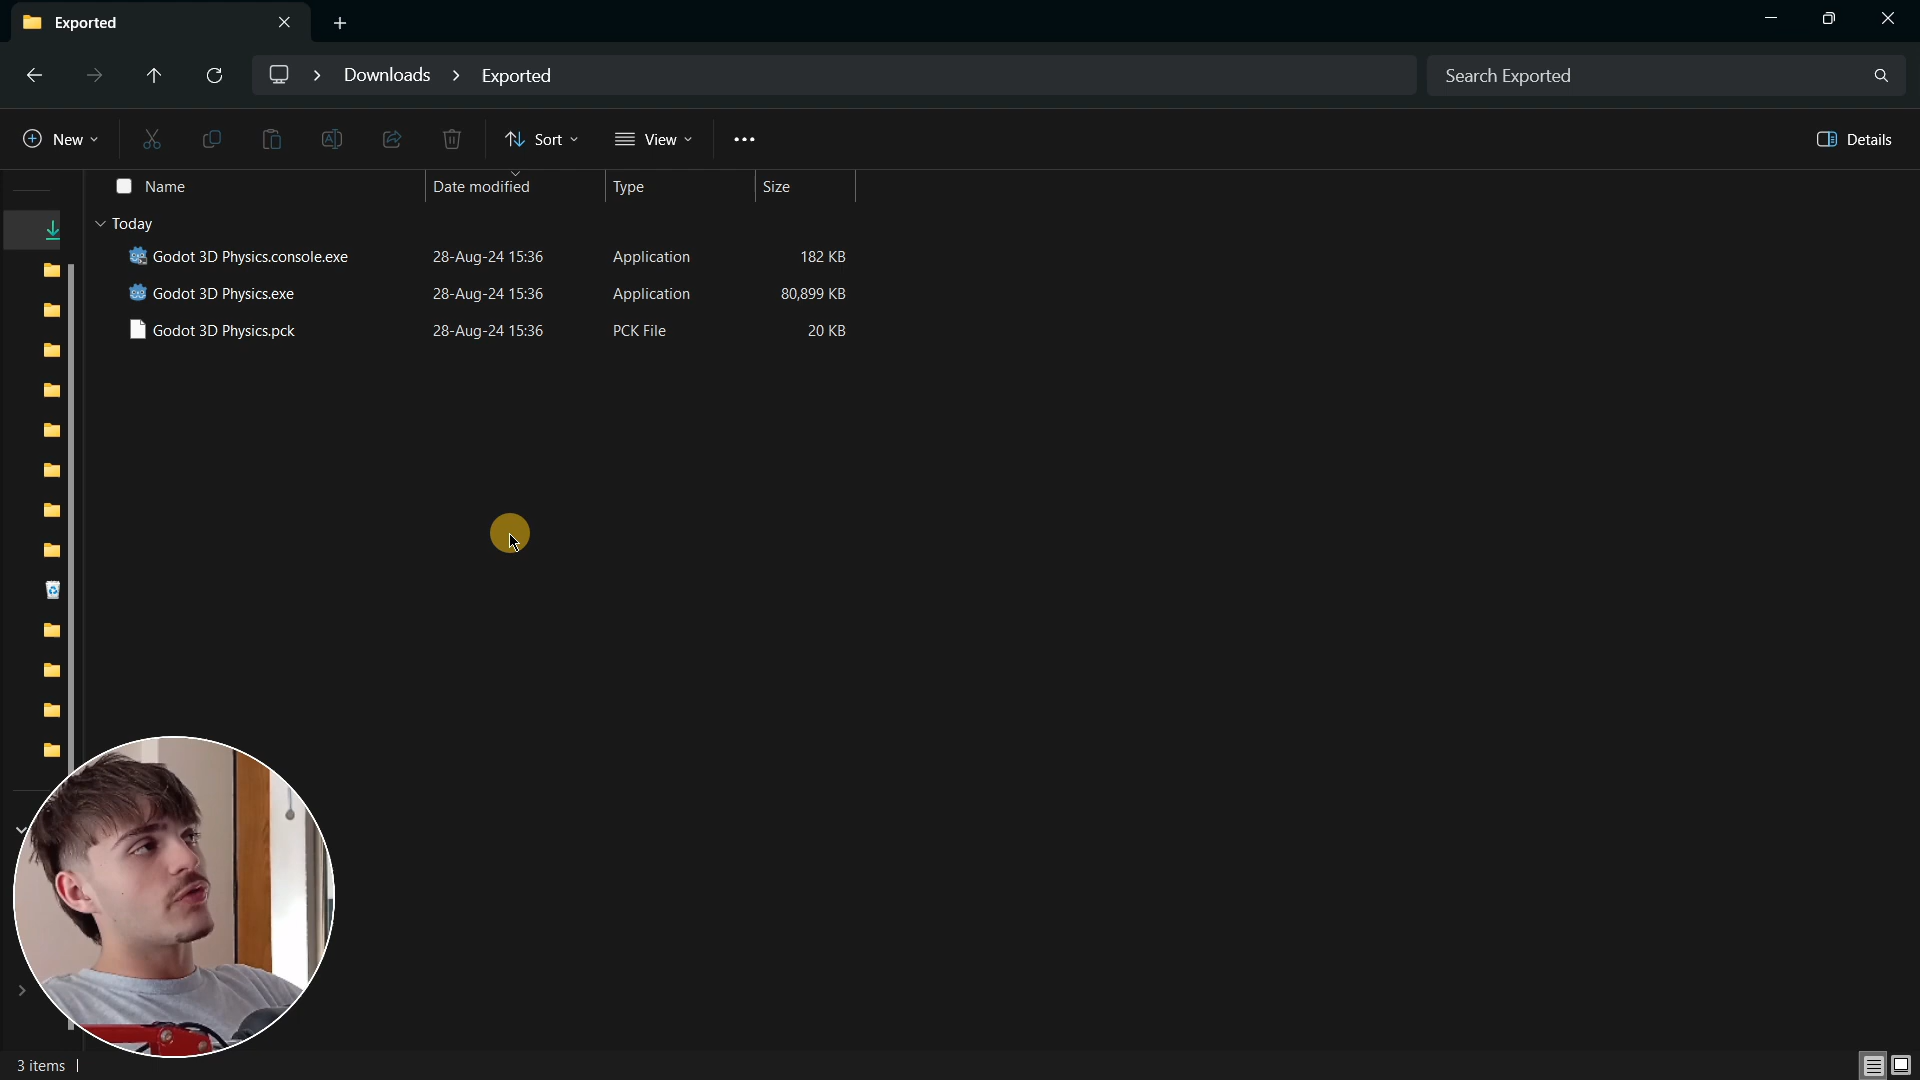 Exported
Downloads
Exported
Search Exported
New
Sort
View
Details
Name
Date modified
Type
Size
Today
Godot 3D Physics.console.exe 28-Aug-24 15:36 Application 182 KB
Godot 3D Physics.exe 28-Aug-24 15:36 Application 80,899 KB
Godot 3D Physics.pck 28-Aug-24 15:36 PCK File 20 KB
3 items